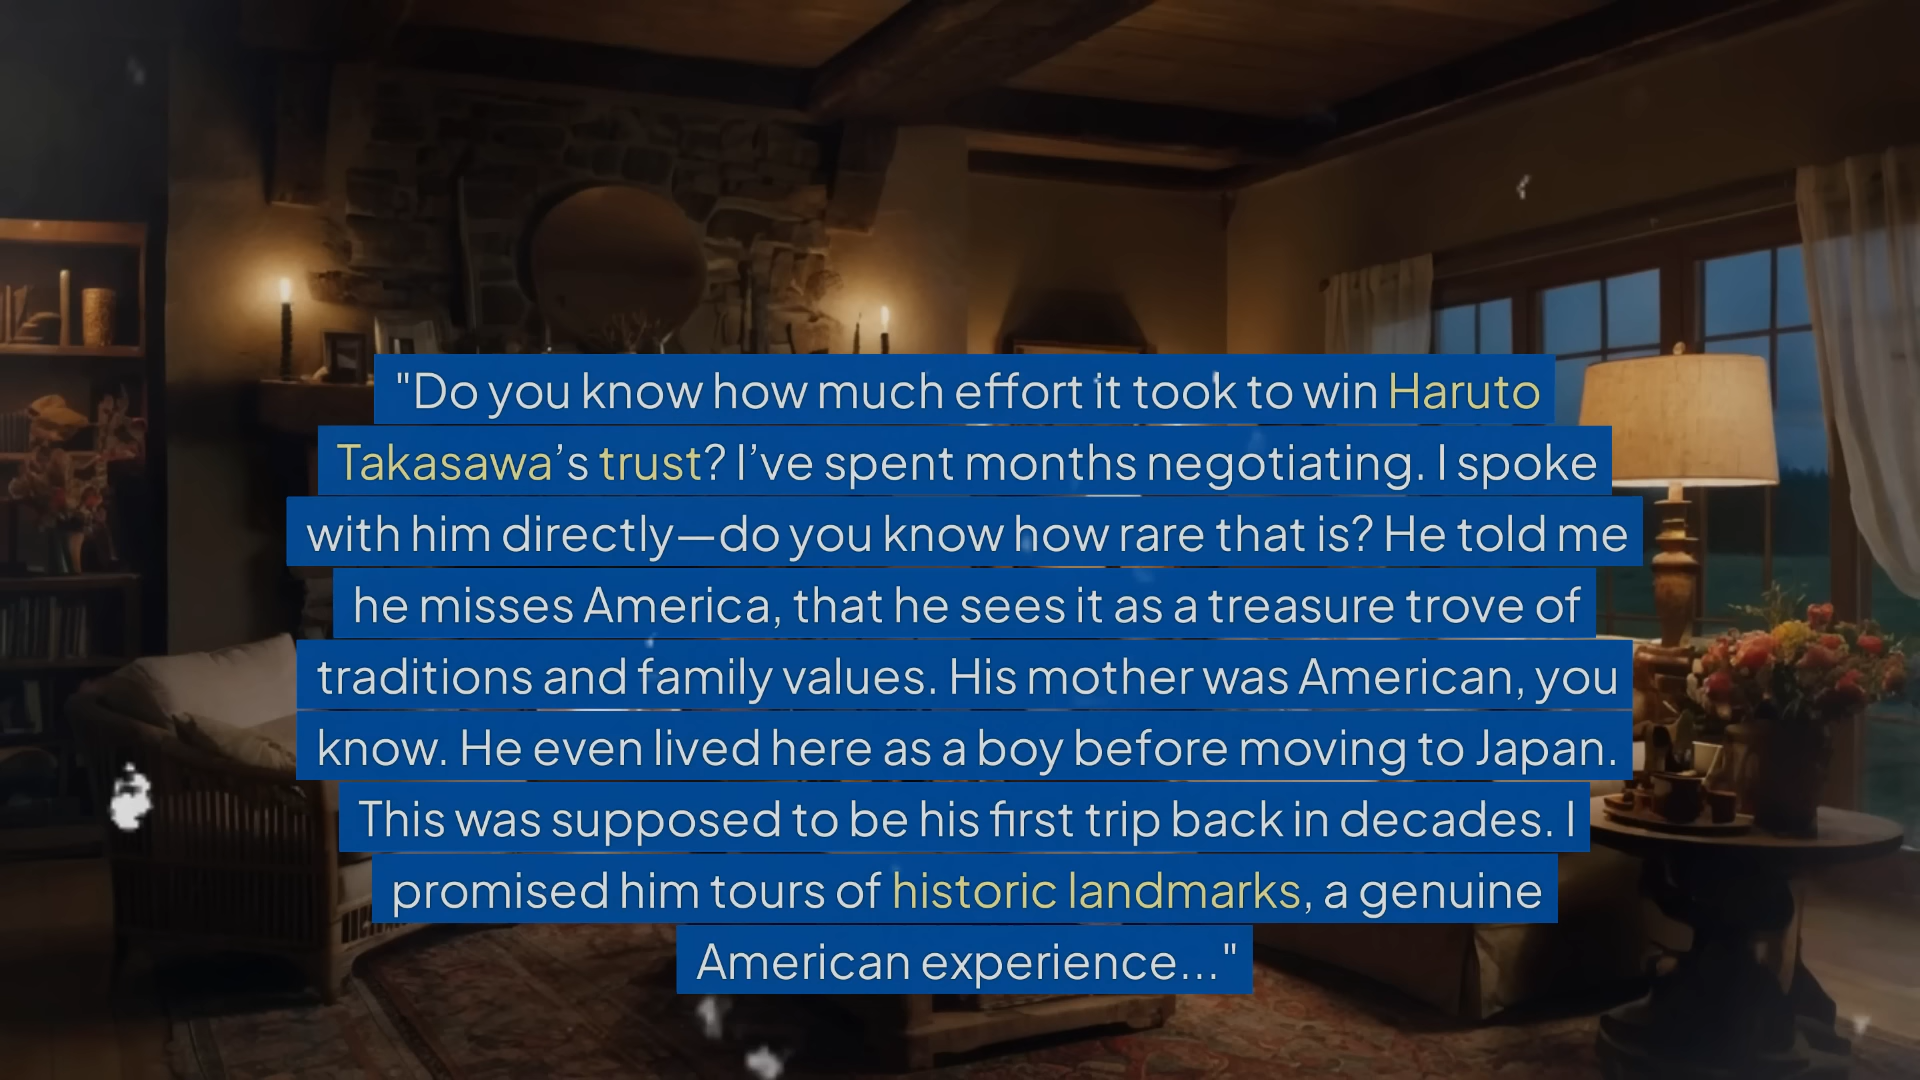 "Do you know how much effort it took to win Haruto
Takasawa’s trust? I’ve spent months negotiating. I spoke
with him directly—do you know how rare that is? He told me
he misses America, that he sees it as a treasure trove of
traditions and family values. His mother was American, you
know. He even lived here as a boy before moving to Japan.
This was supposed to be his first trip back in decades. I
promised him tours of historic landmarks, a genuine
American experience..."